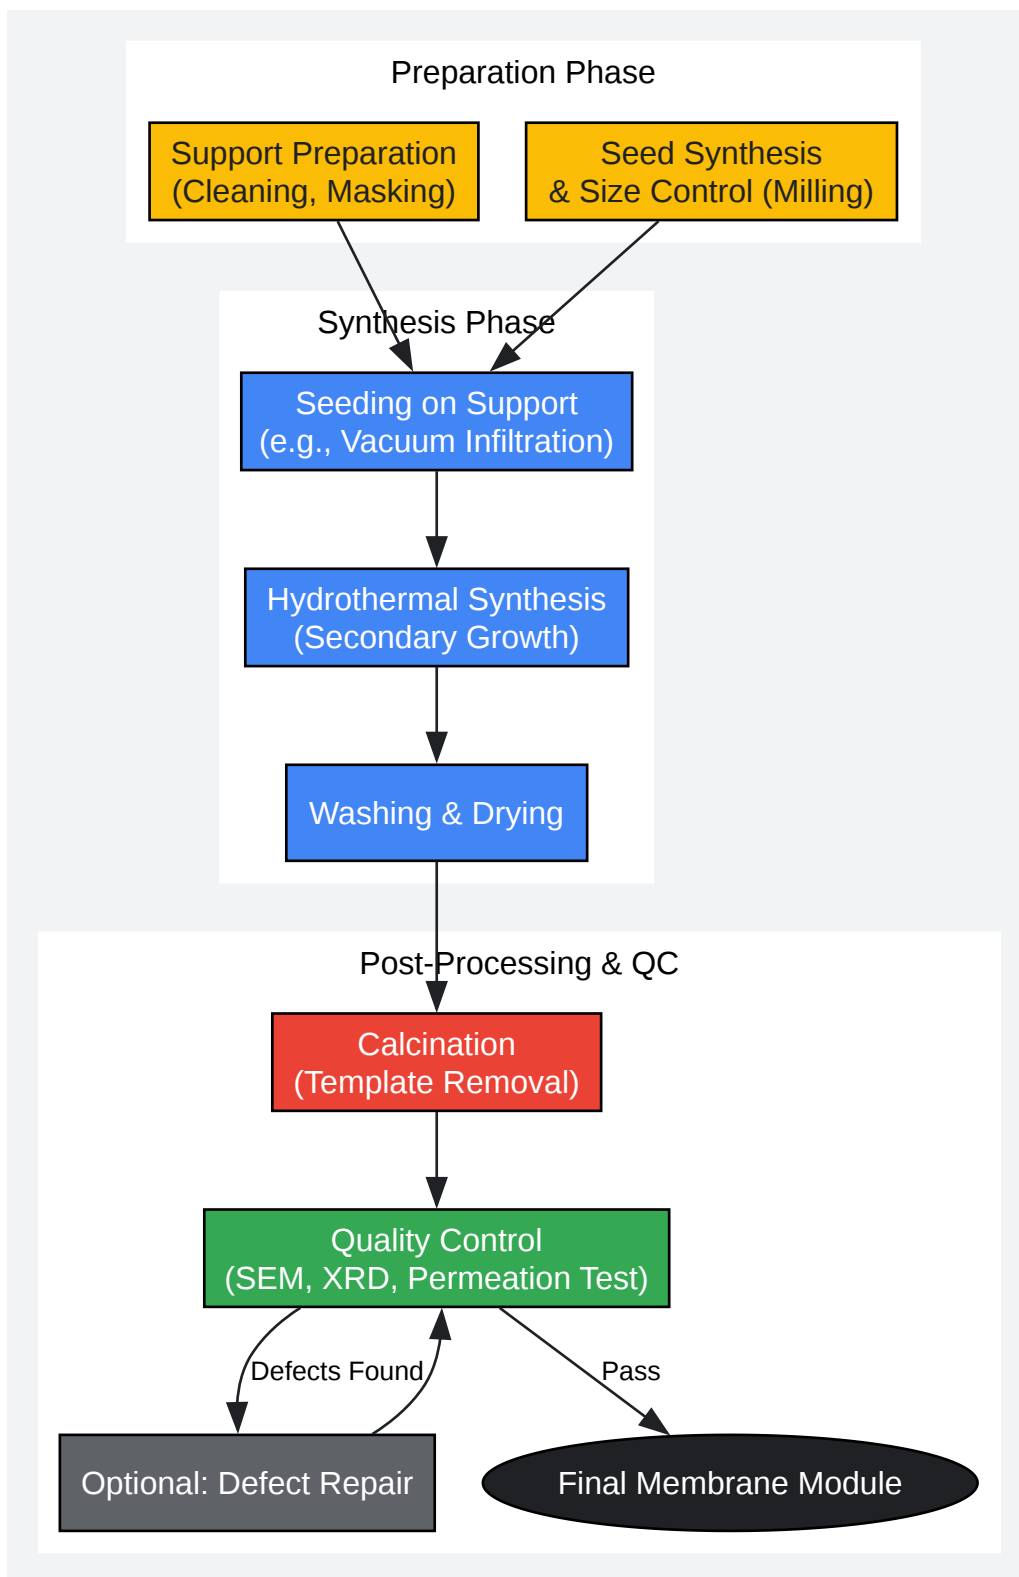 Preparation Phase
Support Preparation
(Cleaning, Masking)
Seed Synthesis
& Size Control (Milling)
Synthesis Phase
Seeding on Support
(e.g., Vacuum Infiltration)
Hydrothermal Synthesis
(Secondary Growth)
Washing & Drying
Post-Processing & QC
Calcination
(Template Removal)
Quality Control
(SEM, XRD, Permeation Test)
Defects Found
Pass
Optional: Defect Repair
Final Membrane Module